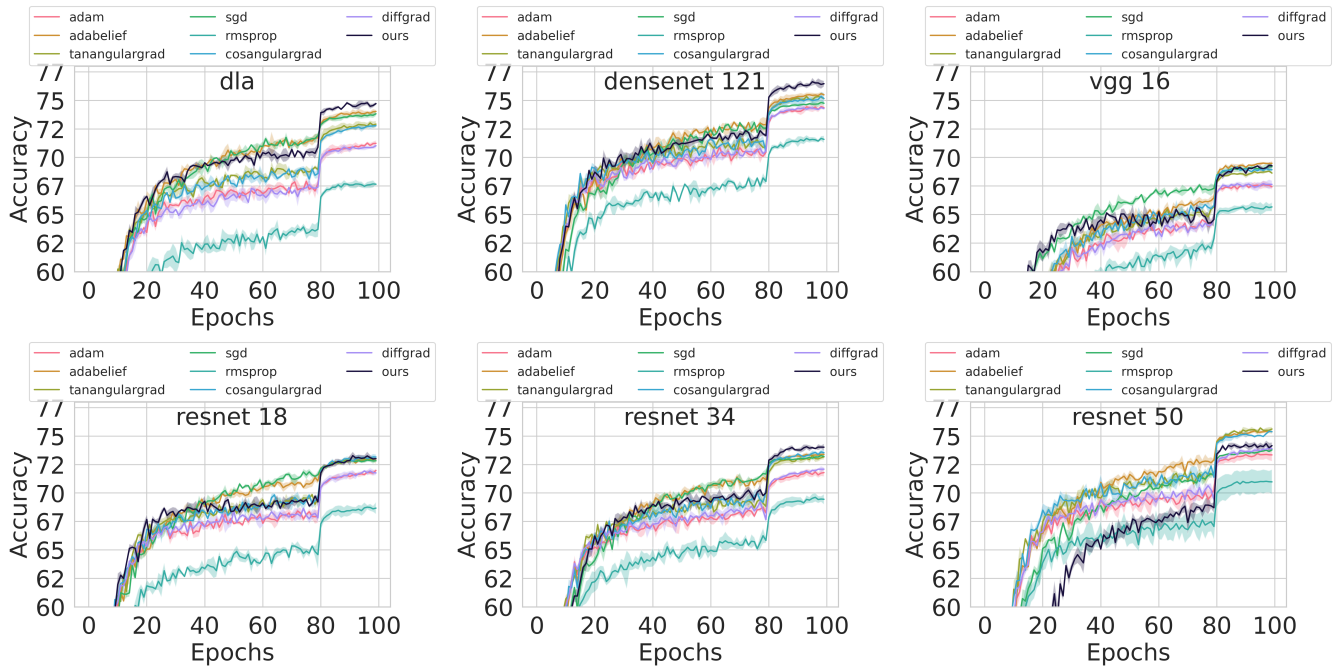 adam sgd diffgrad
adabelief rmsprop ours
tanangulargrad cosangulargrad
dla
Accuracy
77
75
72
70
67
65
62
60
0 20 40 60 80 100
Epochs
adam sgd diffgrad
adabelief rmsprop ours
tanangulargrad cosangulargrad
densenet 121
Accuracy
77
75
72
70
67
65
62
60
0 20 40 60 80 100
Epochs
adam sgd diffgrad
adabelief rmsprop ours
tanangulargrad cosangulargrad
vgg 16
Accuracy
77
75
72
70
67
65
62
60
0 20 40 60 80 100
Epochs
adam sgd diffgrad
adabelief rmsprop ours
tanangulargrad cosangulargrad
resnet 18
Accuracy
77
75
72
70
67
65
62
60
0 20 40 60 80 100
Epochs
adam sgd diffgrad
adabelief rmsprop ours
tanangulargrad cosangulargrad
resnet 34
Accuracy
77
75
72
70
67
65
62
60
0 20 40 60 80 100
Epochs
adam sgd diffgrad
adabelief rmsprop ours
tanangulargrad cosangulargrad
resnet 50
Accuracy
77
75
72
70
67
65
62
60
0 20 40 60 80 100
Epochs